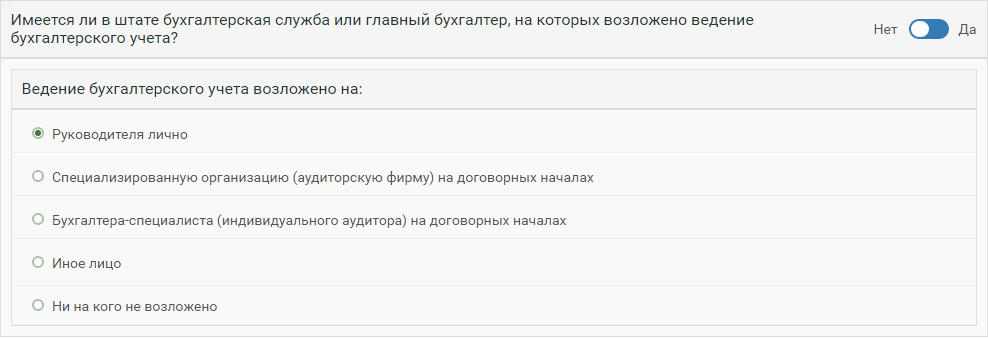 Имеется ли в штате бухгалтерская служба или главный бухгалтер, на которых возложено ведение
бухгалтерского учета?
Нет Да
Ведение бухгалтерского учета возложено на:
Руководителя лично
Специализированную организацию (аудиторскую фирму) на договорных началах
Бухгалтера-специалиста (индивидуального аудитора) на договорных началах
Иное лицо
Ни на кого не возложено